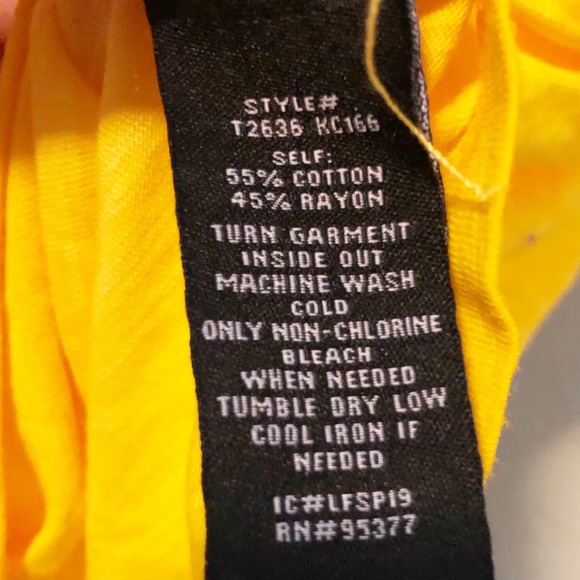 STYLE#
T2636 KC166
SELF:
55% COTTON
45% RAYON
TURN GARMENT
INSIDE OUT
MACHINE WASH
COLD
ONLY NON-CHLORINE
BLEACH
WHEN NEEDED
TUMBLE DRY LOW
COOL IRON IF
NEEDED
IC#LFSP19
RN#95377